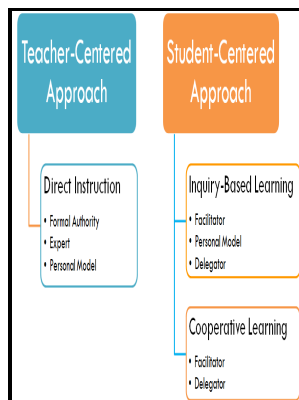 Teacher-Centered
Approach
Direct Instruction
• Formal Authority
• Expert
• Personal Model
Student-Centered
Approach
Inquiry-Based Learning
• Facilitator
• Personal Model
• Delegator
Cooperative Learning
• Facilitator
• Delegator